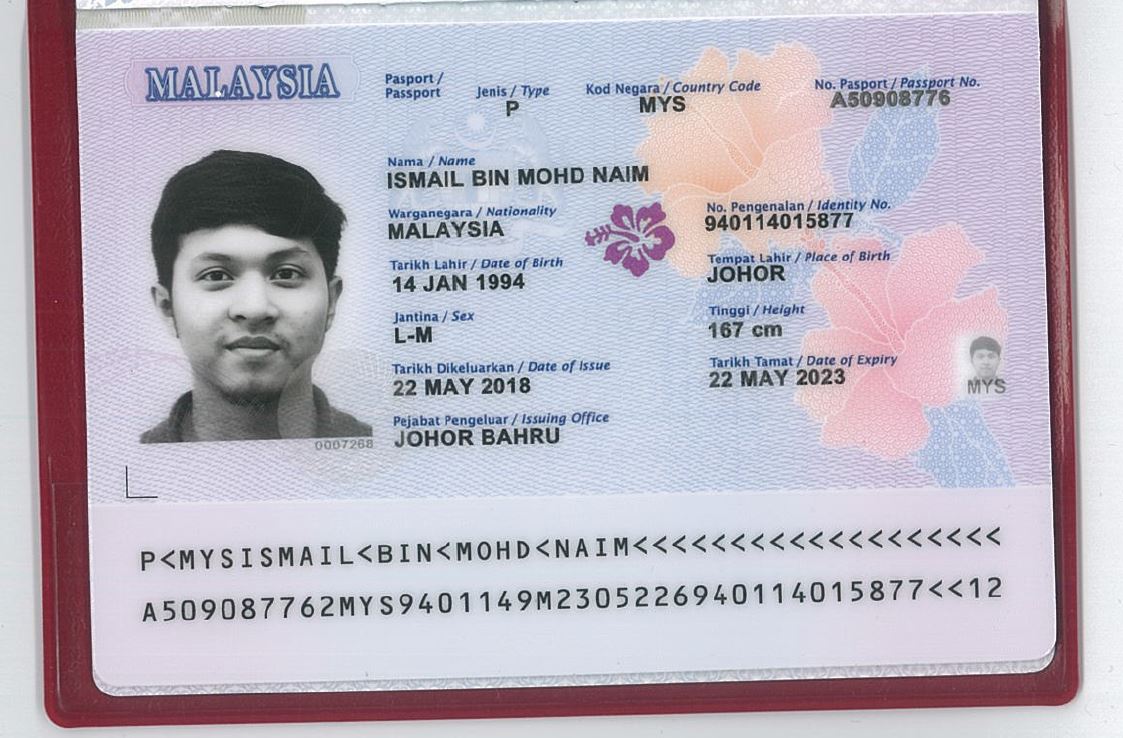 MALAYSIA
Pasport / Passport
Jenis / Type
P
Kod Negara / Country Code
MYS
No. Pasport / Passport No.
A50908776
Nama / Name
ISMAIL BIN MOHD NAIM
Warganegara / Nationality
MALAYSIA
No. Pengenalan / Identity No.
940114015877
Tarikh Lahir / Date of Birth
14 JAN 1994
Tempat Lahir / Place of Birth
JOHOR
Jantina / Sex
L-M
Tinggi / Height
167 cm
Tarikh Dikeluarkan / Date of Issue
22 MAY 2018
Tarikh Tamat / Date of Expiry
22 MAY 2023
MYS
Pejabat Pengeluar / Issuing Office
JOHOR BAHRU
0007268
P<MYSISMAIL<BIN<MOHD<NAIM<<<<<<<<<<<<<<<<<<<
A509087762MYS9401149M2305226940114015877<<12